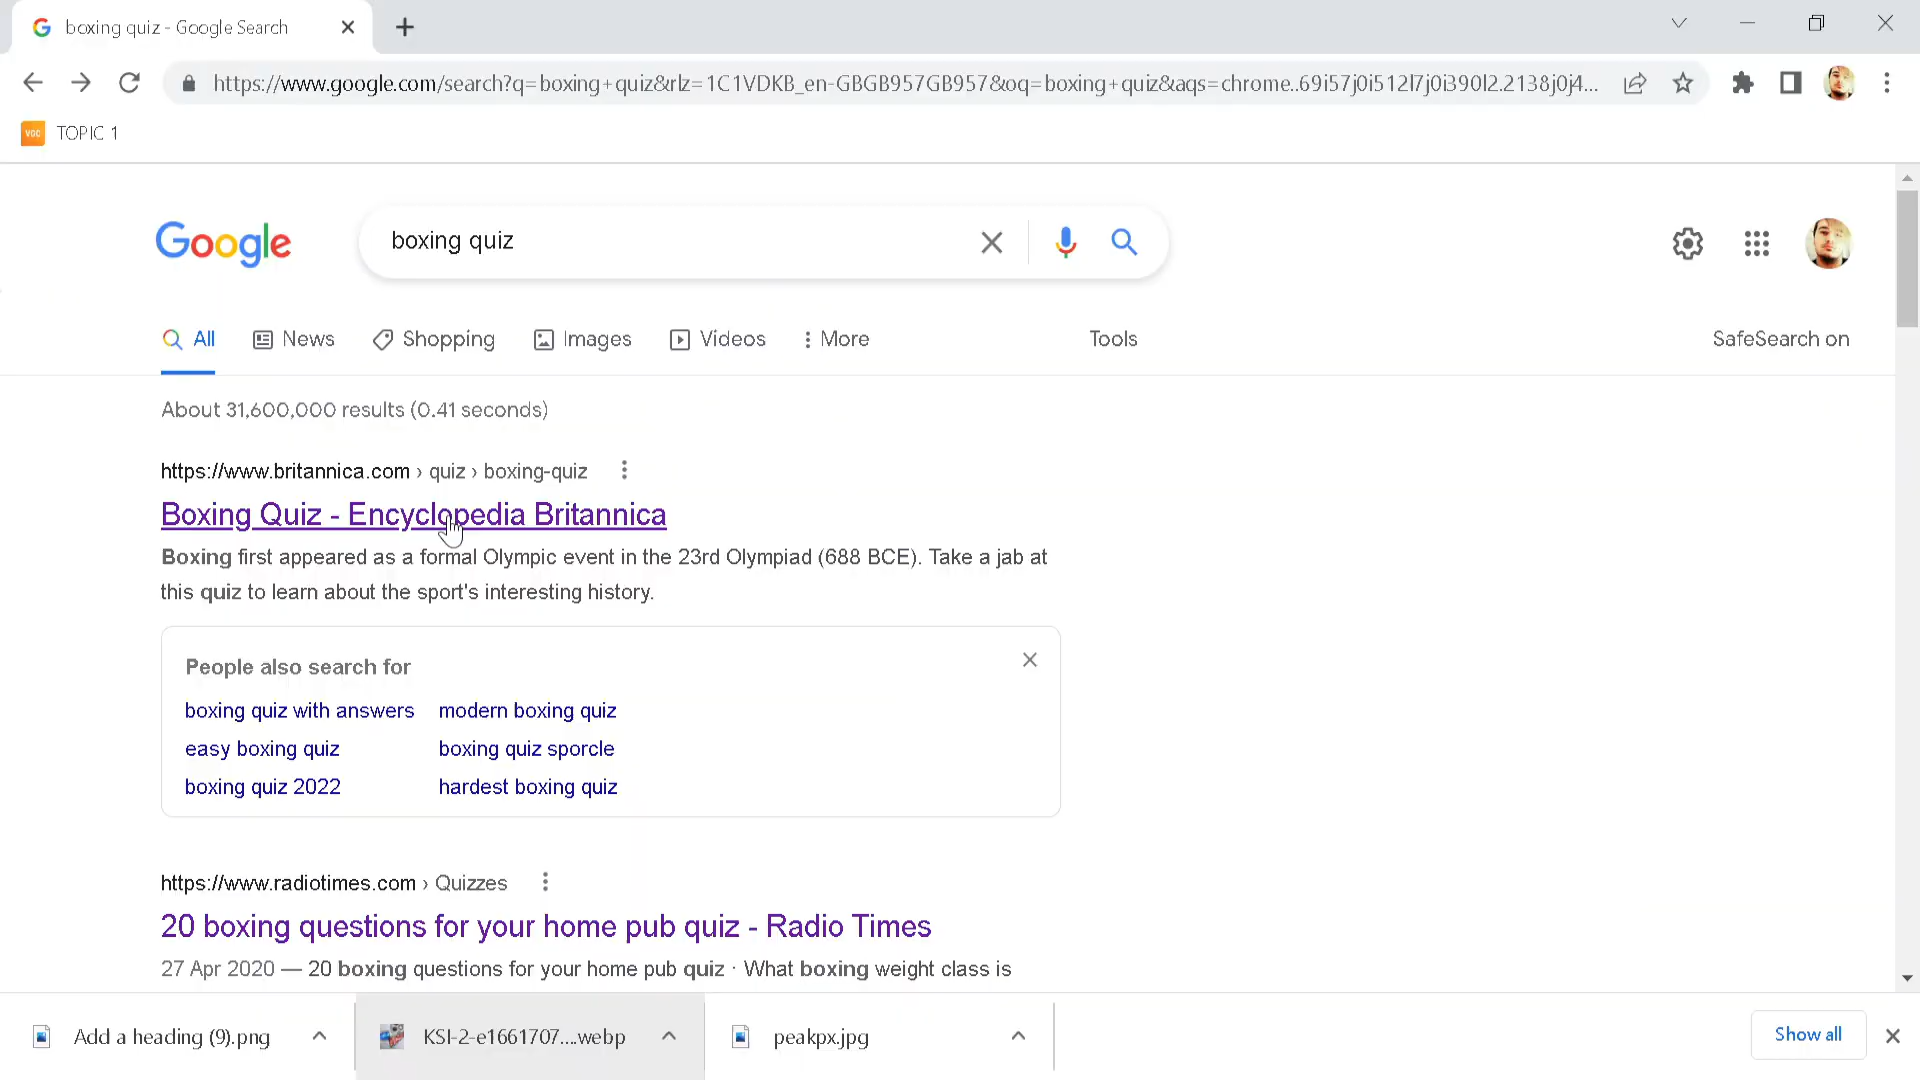 boxing quiz - Google Search
https://www.google.com/search?q=boxing+quiz&rlz=1C1VDKB_en-GBGB957GB957&oq=boxing+quiz&aqs=chrome..69i57j0i512l7j0i390l2.2138j0j4...
voc TOPIC 1
Google boxing quiz
All News Shopping Images Videos More Tools SafeSearch on
About 31,600,000 results (0.41 seconds)
https://www.britannica.com › quiz › boxing-quiz
Boxing Quiz - Encyclopedia Britannica
Boxing first appeared as a formal Olympic event in the 23rd Olympiad (688 BCE). Take a jab at
this quiz to learn about the sport's interesting history.
People also search for
boxing quiz with answers modern boxing quiz
easy boxing quiz boxing quiz sporcle
boxing quiz 2022 hardest boxing quiz
https://www.radiotimes.com › Quizzes
20 boxing questions for your home pub quiz - Radio Times
27 Apr 2020 — 20 boxing questions for your home pub quiz · What boxing weight class is
Add a heading (9).png KSI-2-e1661707....webp peakpx.jpg Show all